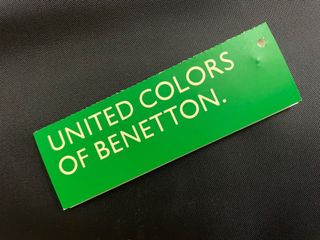 UNITED COLORS
OF BENETTON.